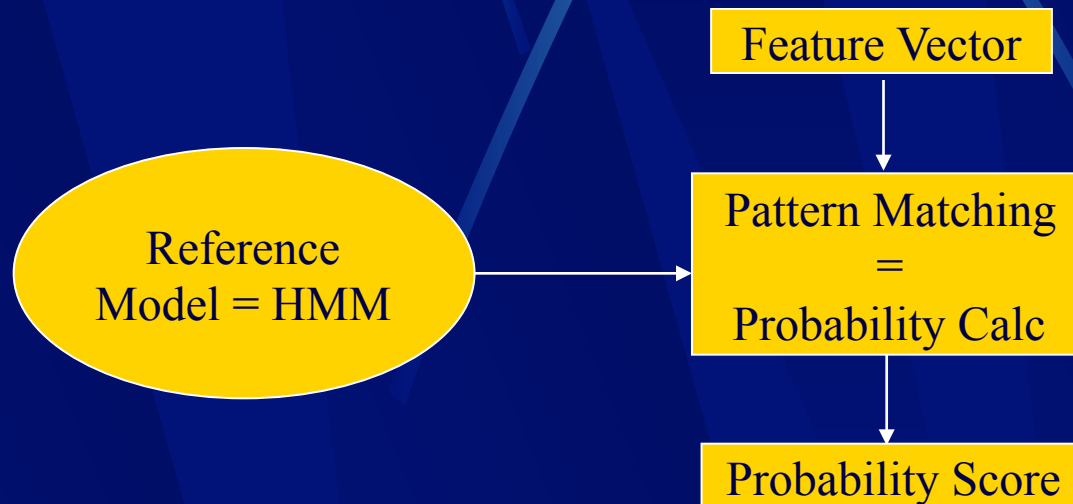 Feature Vector
Reference
Model = HMM
Pattern Matching
=
Probability Calc
Probability Score